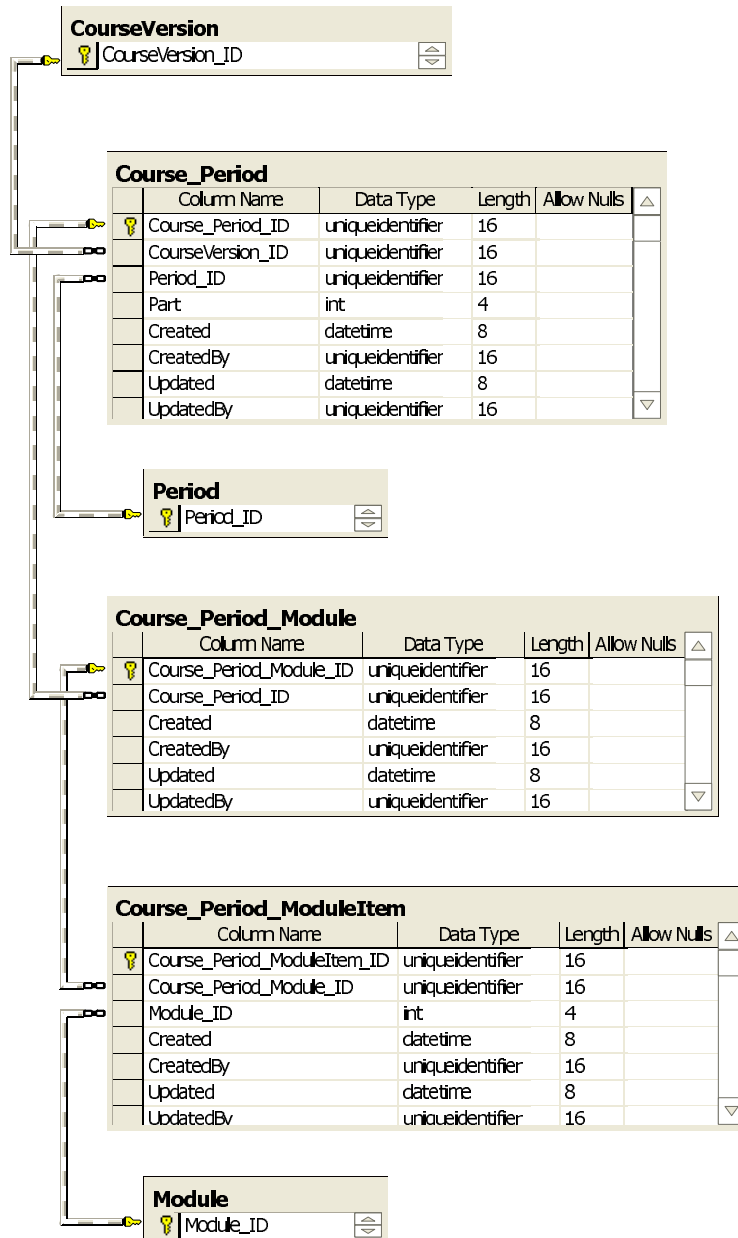 CourseVersion
CourseVersion_ID
Course_Period
Column Name Data Type Length Allow Nulls
Course_Period_ID uniqueidentifier 16
CourseVersion_ID uniqueidentifier 16
Period_ID uniqueidentifier 16
Part int 4
Created datetime 8
CreatedBy uniqueidentifier 16
Updated datetime 8
UpdatedBy uniqueidentifier 16
Period
Period_ID
Course_Period_Module
Column Name Data Type Length Allow Nulls
Course_Period_Module_ID uniqueidentifier 16
Course_Period_ID uniqueidentifier 16
Created datetime 8
CreatedBy uniqueidentifier 16
Updated datetime 8
UpdatedBy uniqueidentifier 16
Course_Period_ModuleItem
Column Name Data Type Length Allow Nulls
Course_Period_ModuleItem_ID uniqueidentifier 16
Course_Period_Module_ID uniqueidentifier 16
Module_ID int 4
Created datetime 8
CreatedBy uniqueidentifier 16
Updated datetime 8
UpdatedBy uniqueidentifier 16
Module
Module_ID